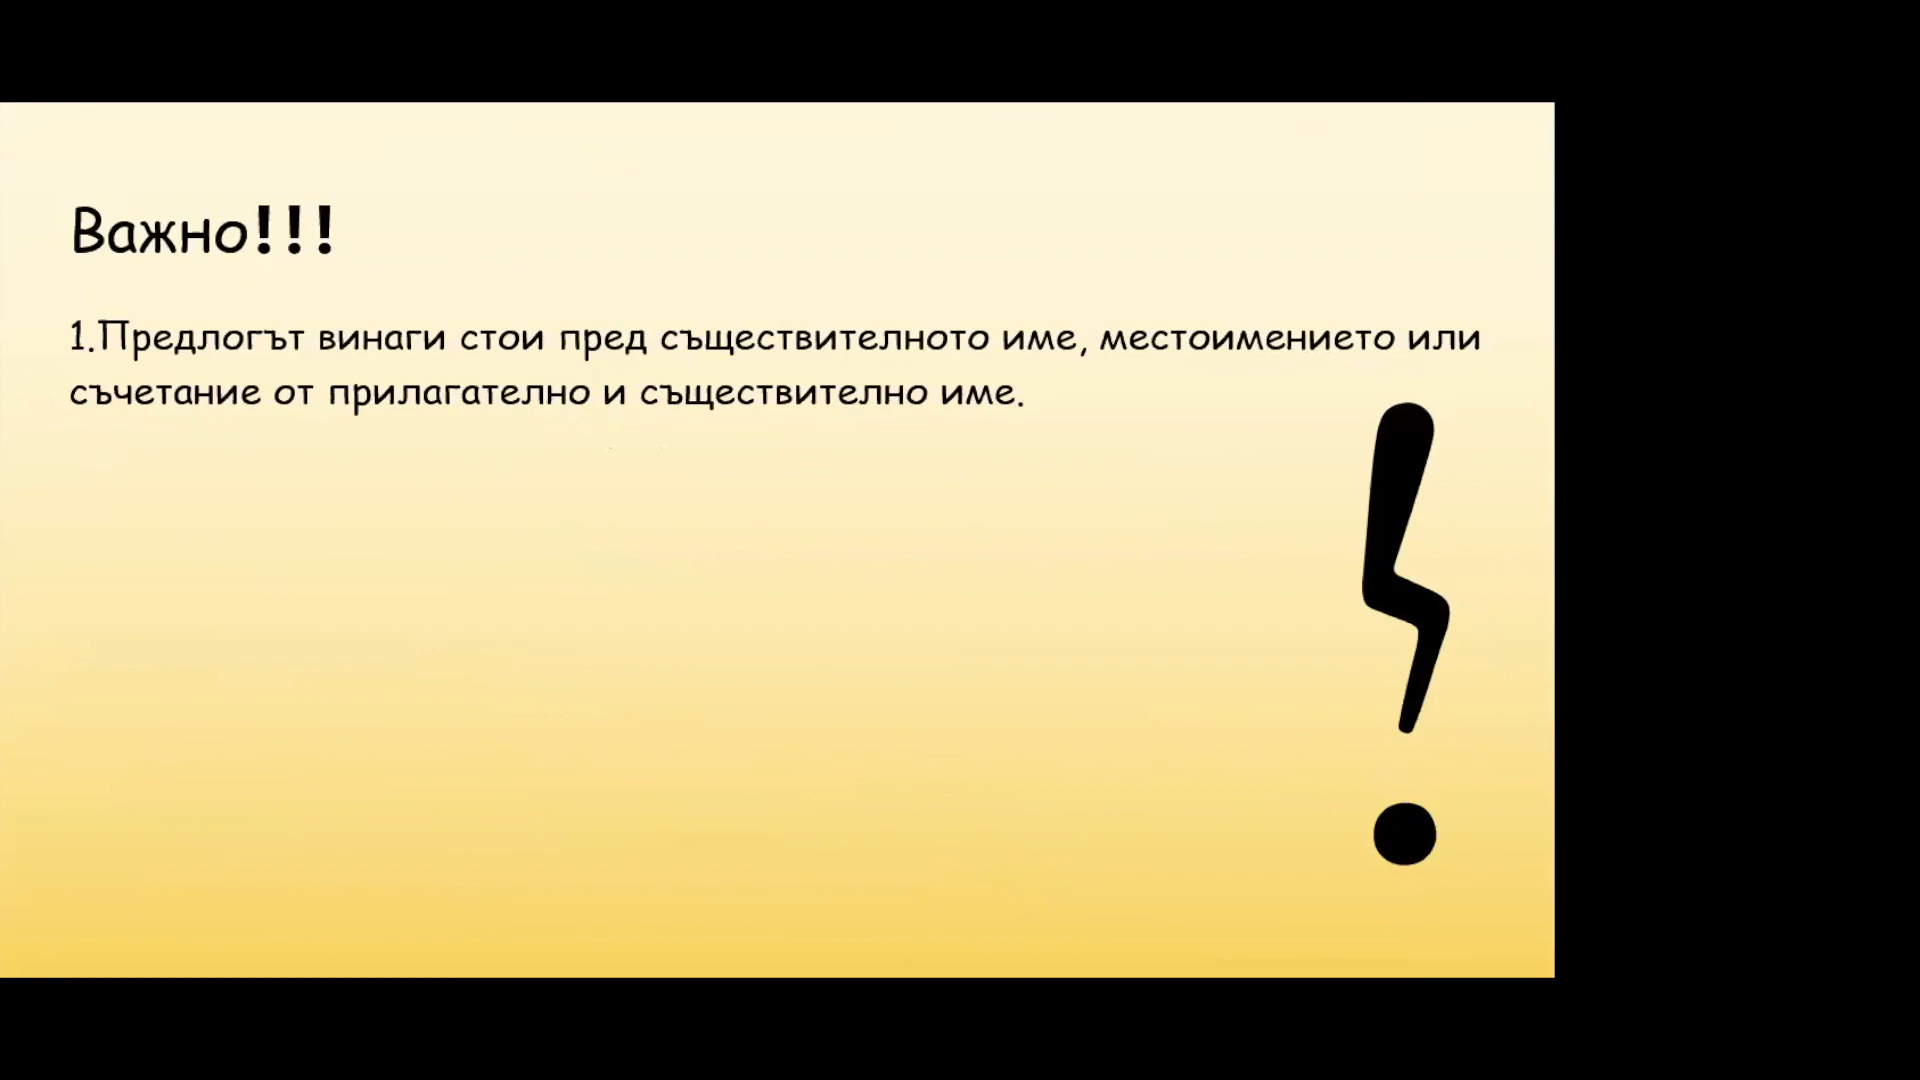 Важно!!!
1.Предлогът винаги стои пред съществителното име, местоимението или
съчетание от прилагателно и съществително име.